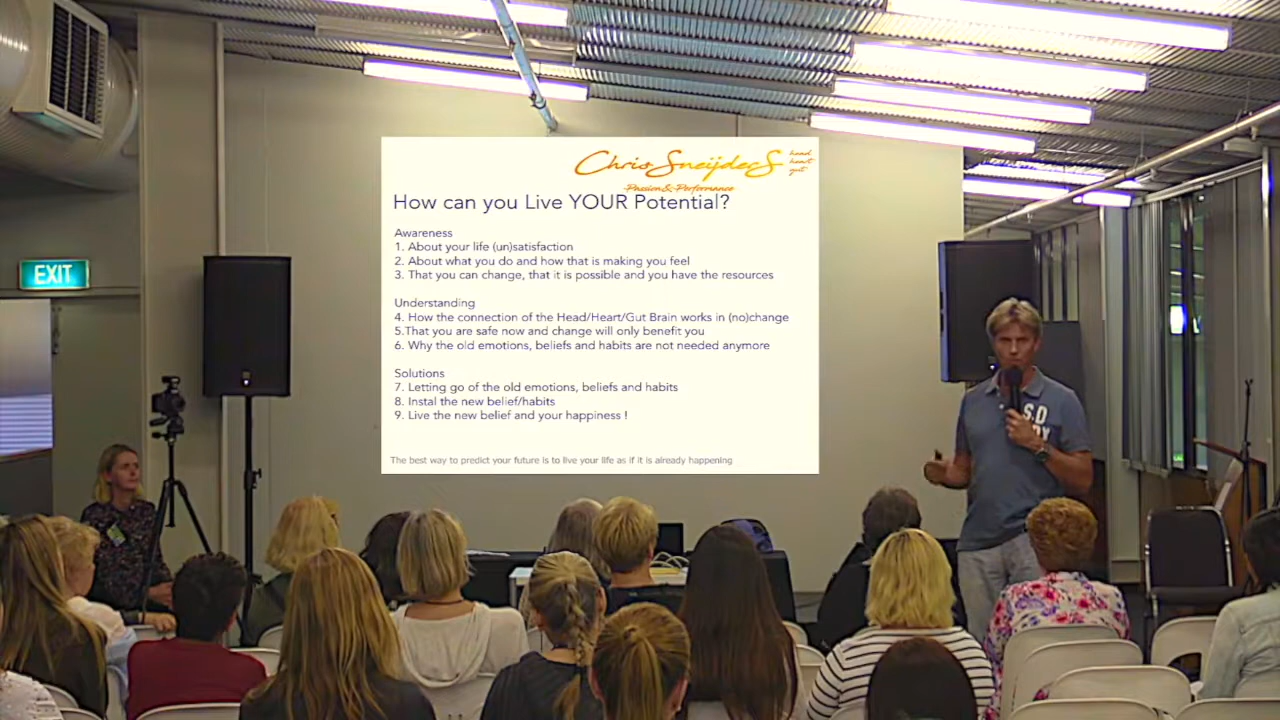 EXIT
Chris SneijderS
head
heart
gut
Passion & Performance
How can you Live YOUR Potential?
Awareness
1. About your life (un)satisfaction
2. About what you do and how that is making you feel
3. That you can change, that it is possible and you have the resources
Understanding
4. How the connection of the Head/Heart/Gut Brain works in (no)change
5.That you are safe now and change will only benefit you
6. Why the old emotions, beliefs and habits are not needed anymore
Solutions
7. Letting go of the old emotions, beliefs and habits
8. Instal the new belief/habits
9. Live the new belief and your happiness !
The best way to predict your future is to live your life as if it is already happening
S.D